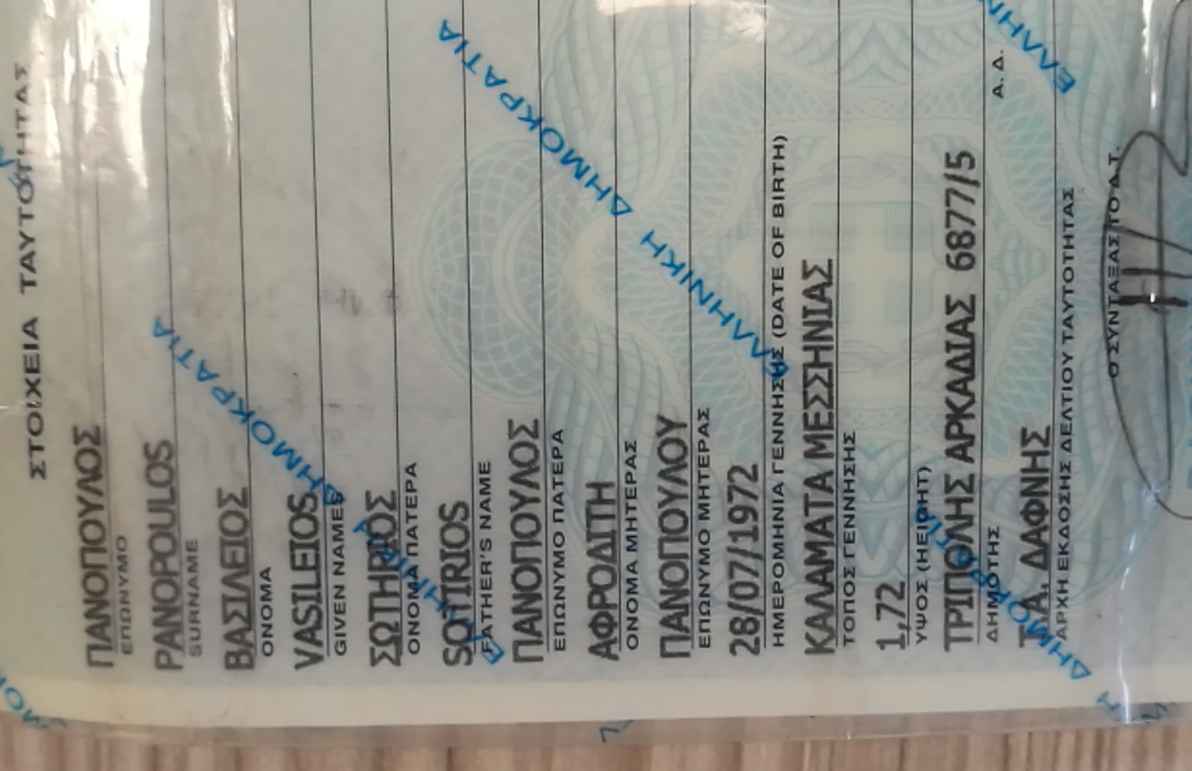 ΣΤΟΙΧΕΙΑ ΤΑΥΤΟΤΗΤΑΣ
ΠΑΝΟΠΟΥΛΟΣ
ΕΠΩΝΥΜΟ
PANOPOULOS
SURNAME
ΒΑΣΙΛΕΙΟΣ
ΟΝΟΜΑ
VASILEIOS
GIVEN NAMES
ΣΩΤΗΡΙΟΣ
ΟΝΟΜΑ ΠΑΤΕΡΑ
SOTIRIOS
FATHER'S NAME
ΠΑΝΟΠΟΥΛΟΣ
ΕΠΩΝΥΜΟ ΠΑΤΕΡΑ
ΑΦΡΟΔΙΤΗ
ΟΝΟΜΑ ΜΗΤΕΡΑΣ
ΠΑΝΟΠΟΥΛΟΥ
ΕΠΩΝΥΜΟ ΜΗΤΕΡΑΣ
28/07/1972
ΗΜΕΡΟΜΗΝΙΑ ΓΕΝΝΗΣΗΣ (DATE OF BIRTH)
ΚΑΛΑΜΑΤΑ ΜΕΣΣΗΝΙΑΣ
ΤΟΠΟΣ ΓΕΝΝΗΣΗΣ
1,72
ΥΨΟΣ (HEIGHT)
ΤΡΙΠΟΛΗΣ ΑΡΚΑΔΙΑΣ 6877/5
ΔΗΜΟΤΗΣ Α. Δ.
Τ.Α. ΔΑΦΝΗΣ
ΑΡΧΗ ΕΚΔΟΣΗΣ ΔΕΛΤΙΟΥ ΤΑΥΤΟΤΗΤΑΣ
Ο ΣΥΝΤΑΞΑΣ ΤΟ Δ.Τ.
ΔΗΜΟΚΡΑΤΙΑ
ΕΛΛΗΝΙΚΗ ΔΗΜΟΚΡΑΤΙΑ